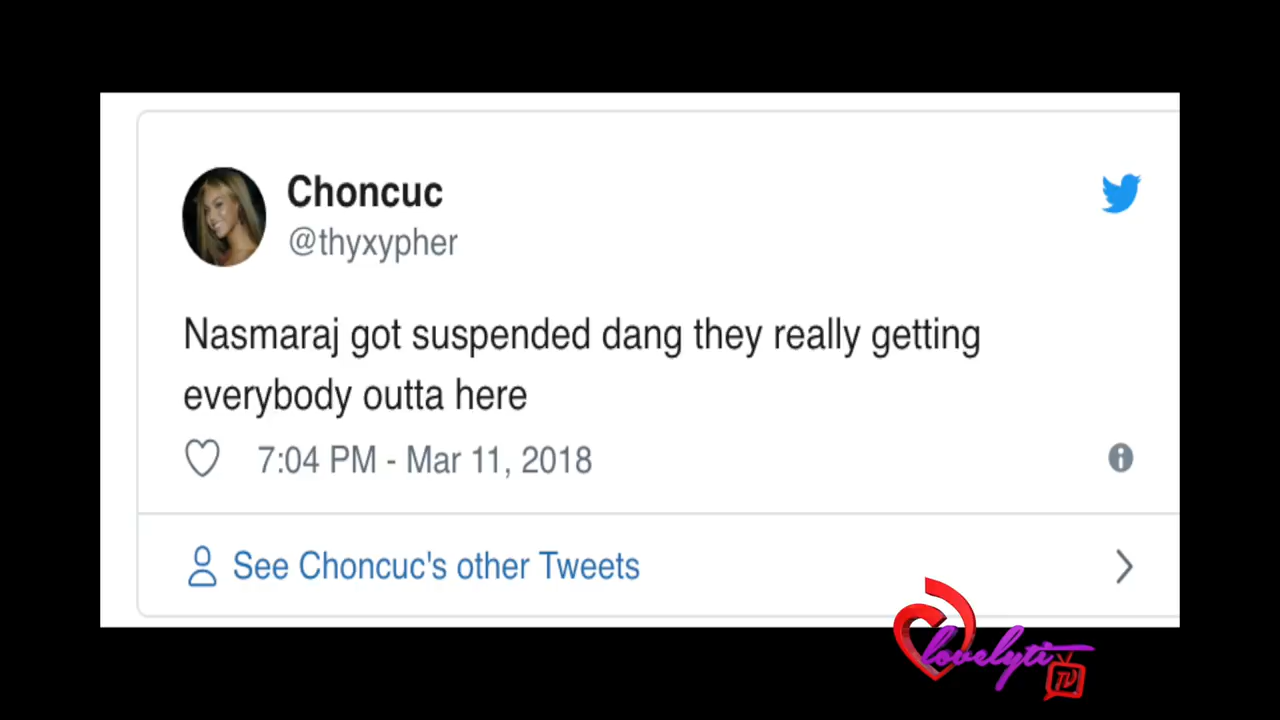 Choncuc
@thyxypher
Nasmaraj got suspended dang they really getting
everybody outta here
7:04 PM - Mar 11, 2018
See Choncuc's other Tweets
lovelyti
TV